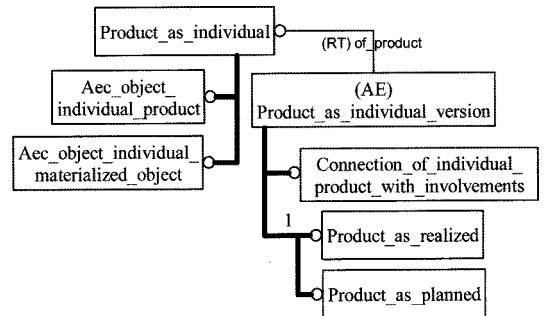 Product_as_individual
(RT) of_product
Aec_object_
individual_product
(AE)
Product_as_individual_version
Aec_object_individual_
materialized_object
Connection_of_individual_
product_with_involvements
1
Product_as_realized
Product_as_planned